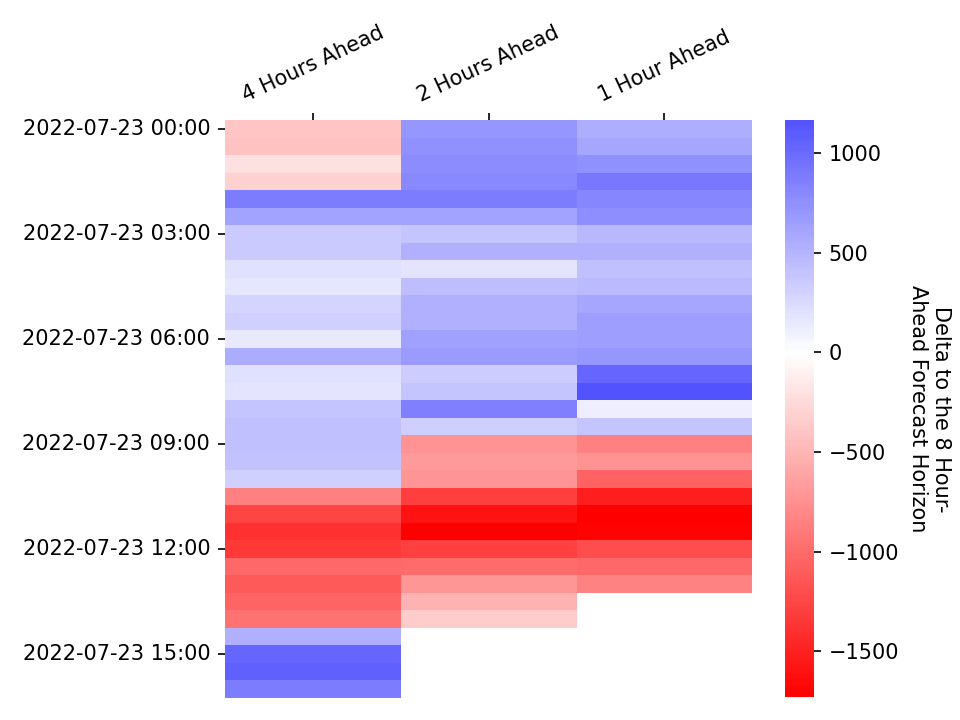 4 Hours Ahead
2 Hours Ahead
1 Hour Ahead
2022-07-23 00:00
2022-07-23 03:00
2022-07-23 06:00
2022-07-23 09:00
2022-07-23 12:00
2022-07-23 15:00
1000
500
0
−500
−1000
−1500
Delta to the 8 Hour-
Ahead Forecast Horizon